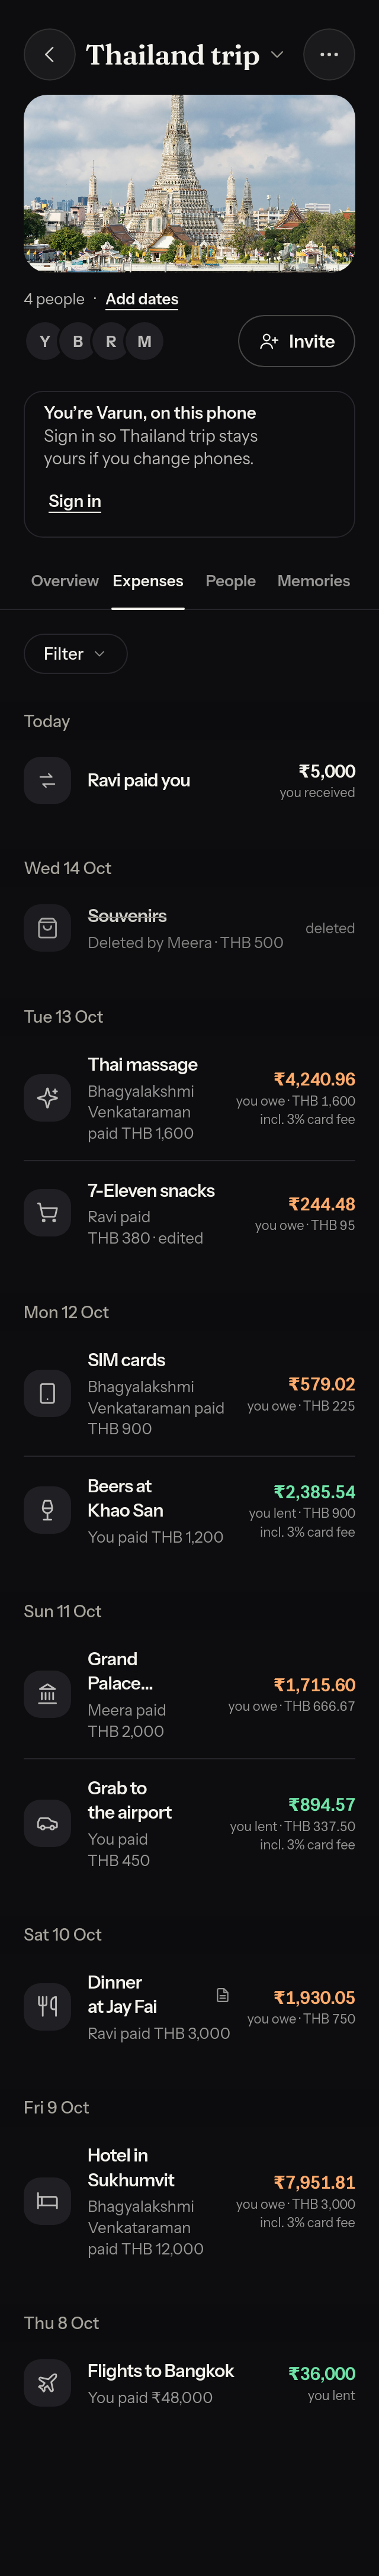 Thailand trip
4 people · Add dates
Y B R M
Invite
You’re Varun, on this phone
Sign in so Thailand trip stays
yours if you change phones.
Sign in
Overview Expenses People Memories
Filter
Today
Ravi paid you
₹5,000
you received
Wed 14 Oct
Souvenirs
Deleted by Meera · THB 500
deleted
Tue 13 Oct
Thai massage
Bhagyalakshmi
Venkataraman
paid THB 1,600
₹4,240.96
you owe · THB 1,600
incl. 3% card fee
7-Eleven snacks
Ravi paid
THB 380 · edited
₹244.48
you owe · THB 95
Mon 12 Oct
SIM cards
Bhagyalakshmi
Venkataraman paid
THB 900
₹579.02
you owe · THB 225
Beers at
Khao San
You paid THB 1,200
₹2,385.54
you lent · THB 900
incl. 3% card fee
Sun 11 Oct
Grand
Palace...
Meera paid
THB 2,000
₹1,715.60
you owe · THB 666.67
Grab to
the airport
You paid
THB 450
₹894.57
you lent · THB 337.50
incl. 3% card fee
Sat 10 Oct
Dinner
at Jay Fai
Ravi paid THB 3,000
₹1,930.05
you owe · THB 750
Fri 9 Oct
Hotel in
Sukhumvit
Bhagyalakshmi
Venkataraman
paid THB 12,000
₹7,951.81
you owe · THB 3,000
incl. 3% card fee
Thu 8 Oct
Flights to Bangkok
You paid ₹48,000
₹36,000
you lent